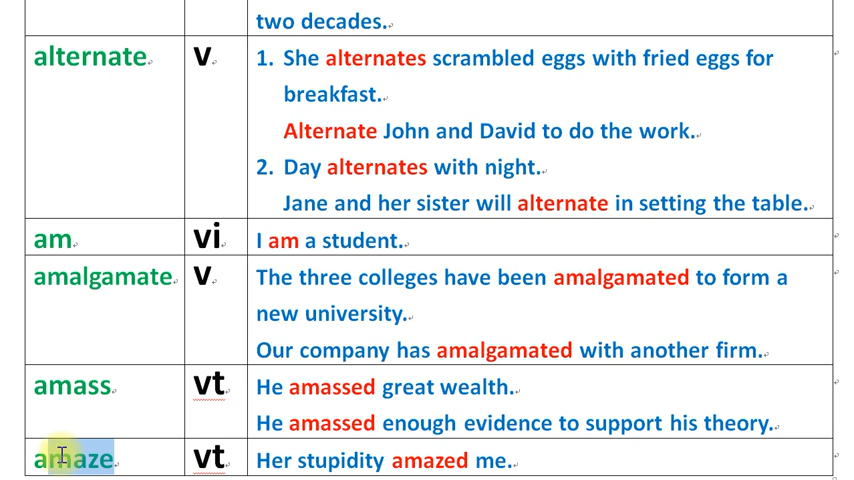 two decades.
alternate v 1. She alternates scrambled eggs with fried eggs for
breakfast.
Alternate John and David to do the work.
2. Day alternates with night.
Jane and her sister will alternate in setting the table.
am vi I am a student.
amalgamate v The three colleges have been amalgamated to form a
new university.
Our company has amalgamated with another firm.
amass vt He amassed great wealth.
He amassed enough evidence to support his theory.
amaze vt Her stupidity amazed me.